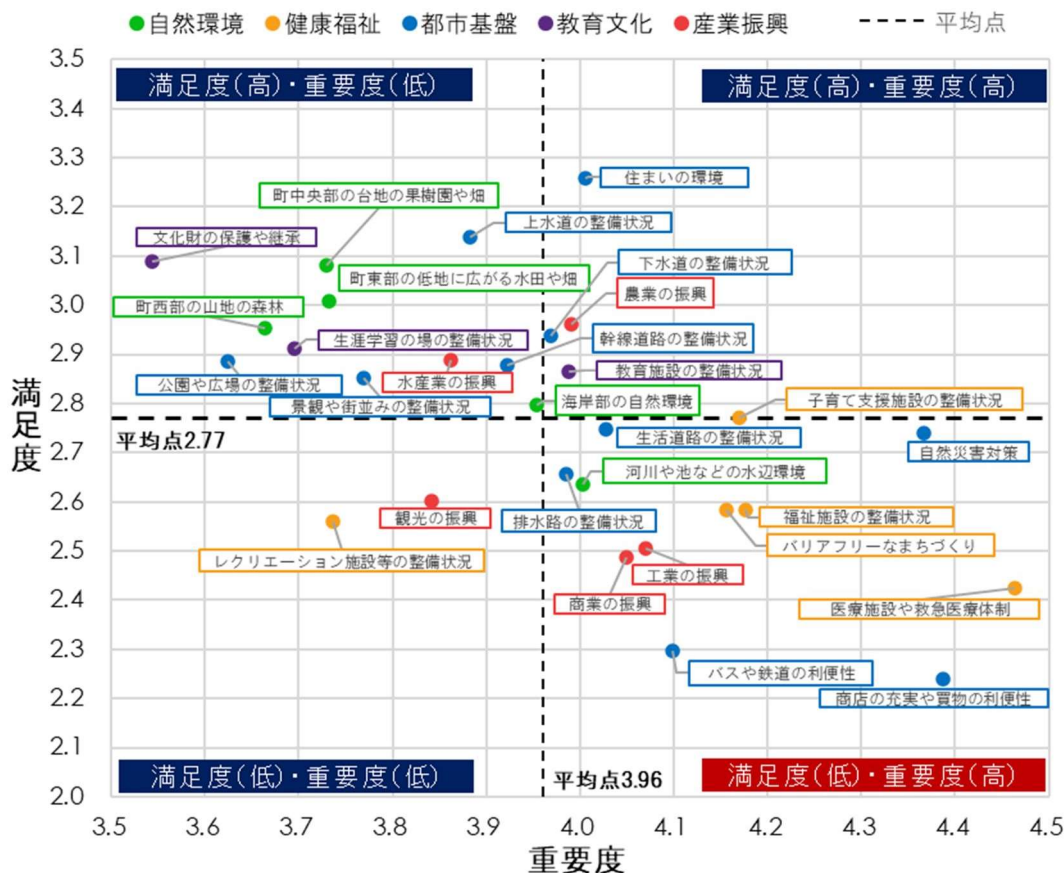 自然環境 健康福祉 都市基盤 教育文化 産業振興 平均点
満足度(高)・重要度(低) 満足度(高)・重要度(高)
3.5
3.4
3.3
3.2
3.1
3.0
2.9
2.8
2.7
2.6
2.5
2.4
2.3
2.2
2.1
2.0
満足度
住まいの環境
町中央部の台地の果樹園や畑
上水道の整備状況
文化財の保護や継承
下水道の整備状況
町東部の低地に広がる水田や畑
農業の振興
町西部の山地の森林
生涯学習の場の整備状況
幹線道路の整備状況
公園や広場の整備状況
水産業の振興
教育施設の整備状況
景観や街並みの整備状況
海岸部の自然環境
子育て支援施設の整備状況
平均点2.77
生活道路の整備状況
自然災害対策
河川や池などの水辺環境
観光の振興
排水路の整備状況
福祉施設の整備状況
レクリエーション施設等の整備状況
バリアフリーなまちづくり
工業の振興
商業の振興
医療施設や救急医療体制
バスや鉄道の利便性
商店の充実や買物の利便性
満足度(低)・重要度(低) 平均点3.96 満足度(低)・重要度(高)
3.5 3.6 3.7 3.8 3.9 4.0 4.1 4.2 4.3 4.4 4.5
重要度